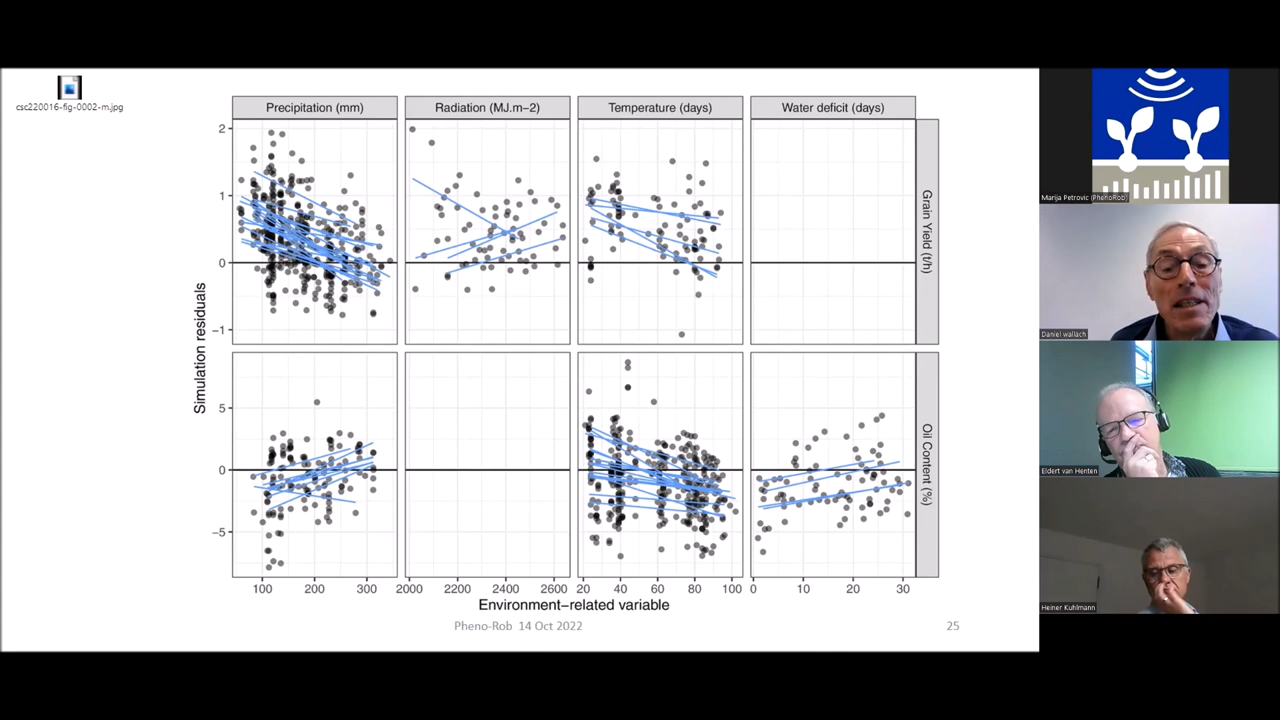 csc220016-fig-0002-m.jpg
Precipitation (mm)
Radiation (MJ.m−2)
Temperature (days)
Water deficit (days)
2
1
0
−1
Grain Yield (t/h)
Simulation residuals
5
0
−5
Oil Content (%)
100 200 300
2000 2200 2400 2600
20 40 60 80 100
0 10 20 30
Environment−related variable
Pheno-Rob 14 Oct 2022
25
Marija Petrovic (PhenoRob)
Daniel wallach
Eldert van Henten
Heiner Kuhlmann